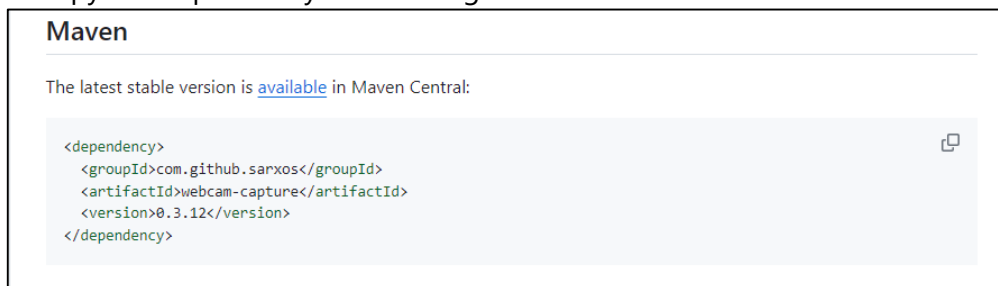 Maven
The latest stable version is available in Maven Central:
<dependency>
<groupId>com.github.sarxos</groupId>
<artifactId>webcam-capture</artifactId>
<version>0.3.12</version>
</dependency>